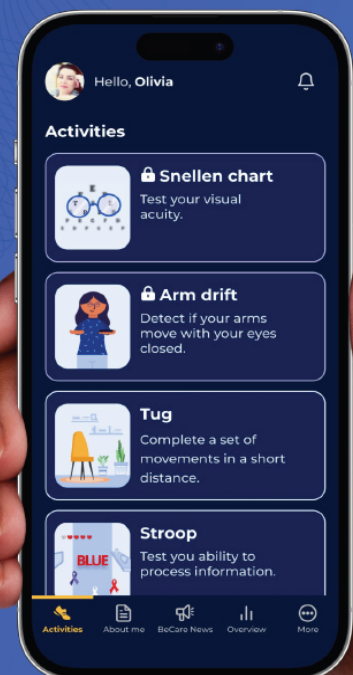 Hello, Olivia
Activities
Snellen chart
Test your visual
acuity.
Arm drift
Detect if your arms
move with your eyes
closed.
Tug
Complete a set of
movements in a short
distance.
Stroop
Test you ability to
process information.
BLUE
Activities
About me
BeCare News
Overview
More